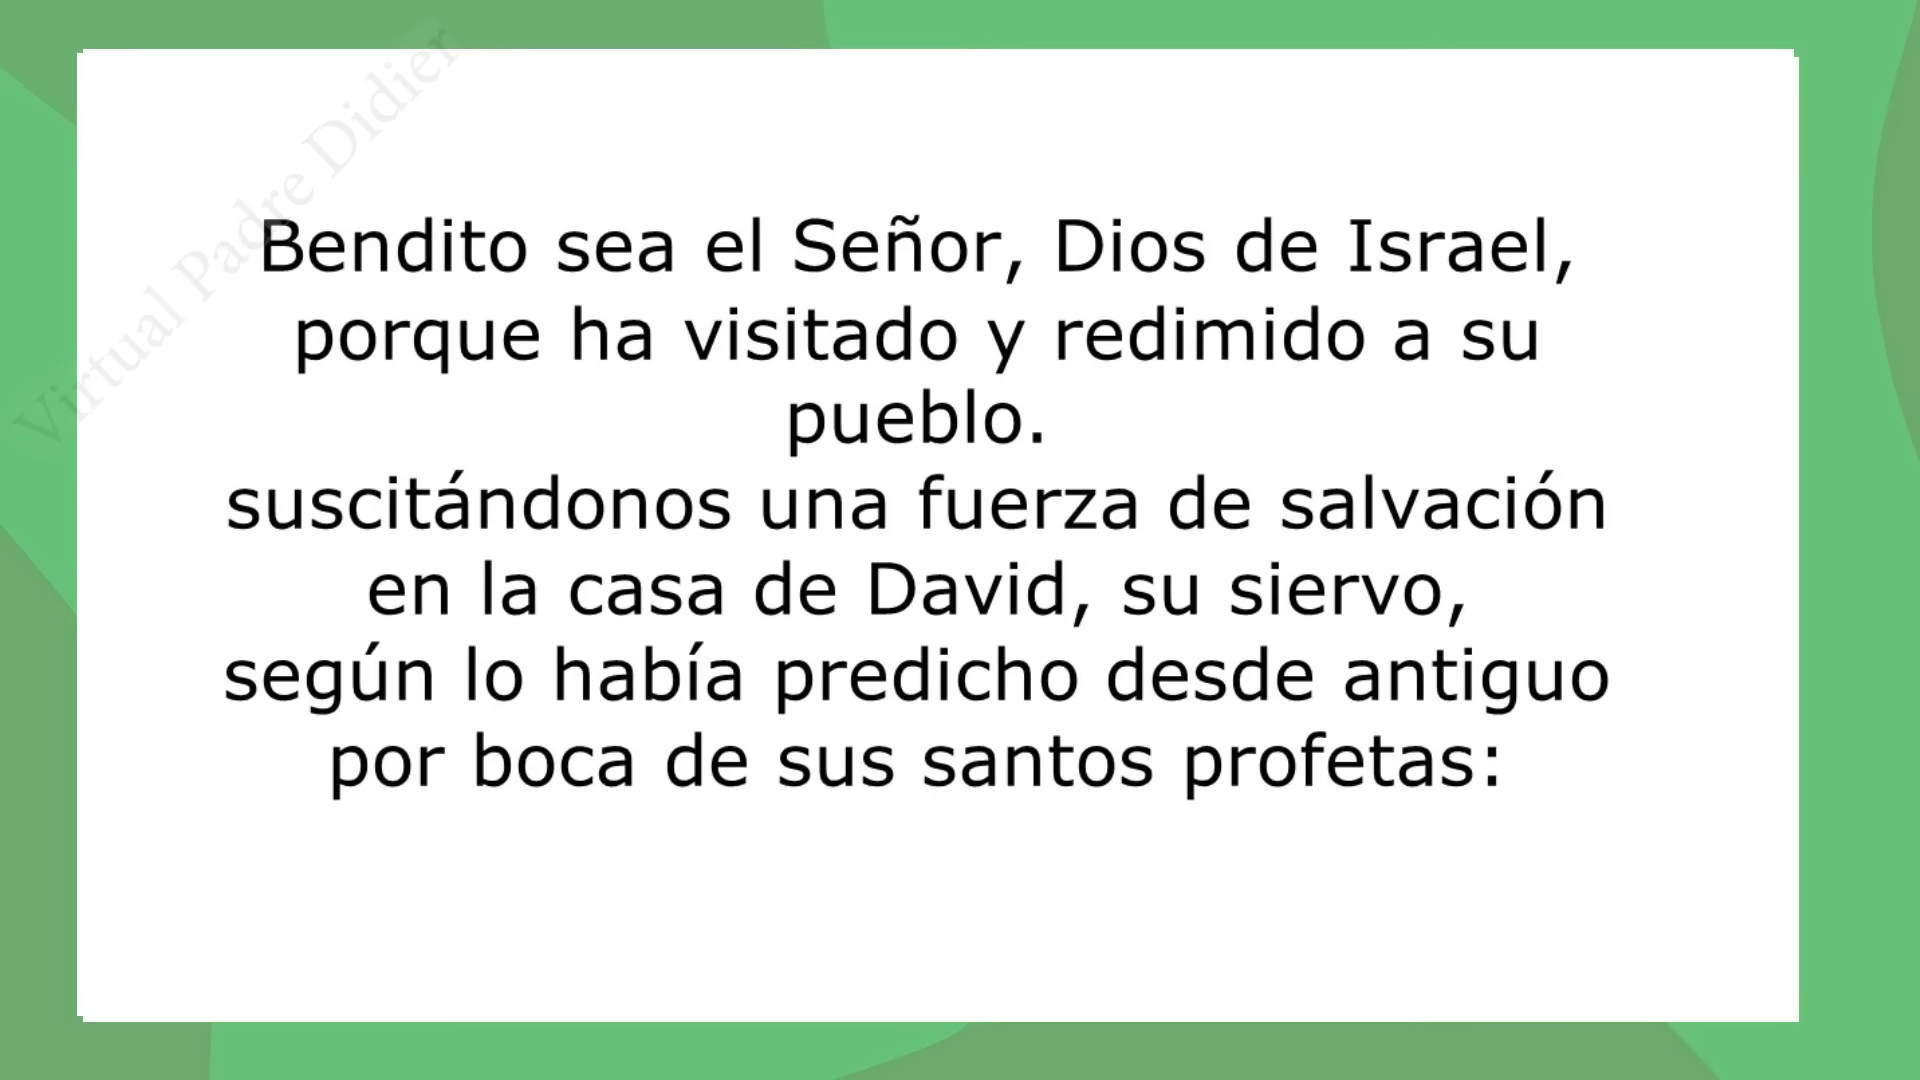 Virtual Padre Didier
Bendito sea el Señor, Dios de Israel,
porque ha visitado y redimido a su
pueblo.
suscitándonos una fuerza de salvación
en la casa de David, su siervo,
según lo había predicho desde antiguo
por boca de sus santos profetas: